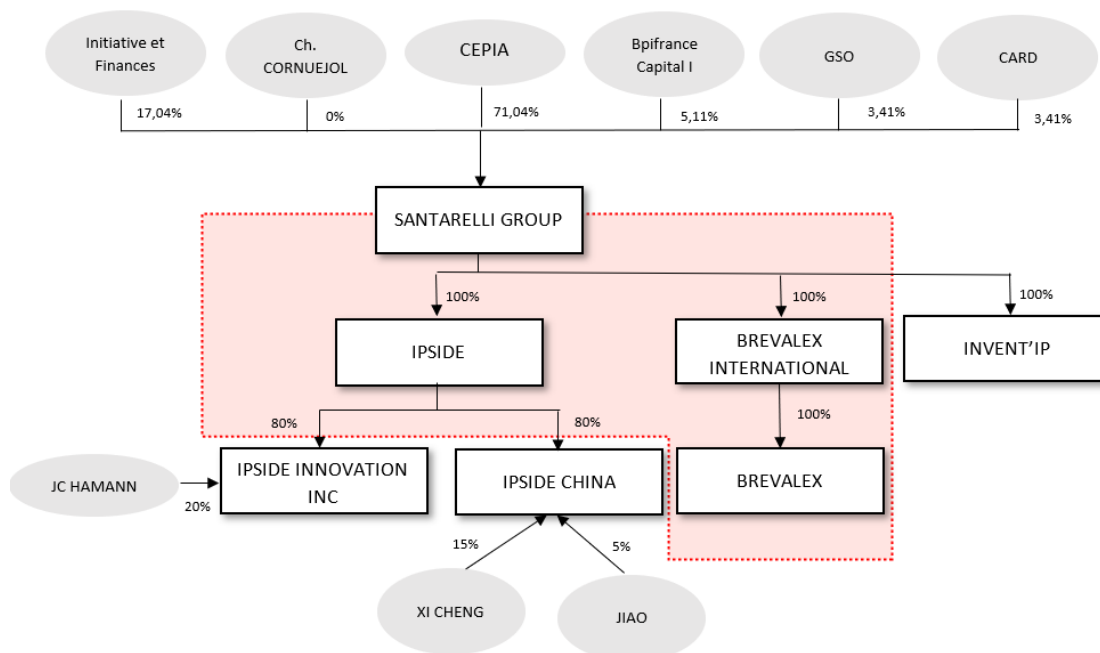 Initiative et
Finances
Ch.
CORNUEJOL
CEPIA
Bpifrance
Capital I
GSO
CARD
17,04%
0%
71,04%
5,11%
3,41%
3,41%
SANTARELLI GROUP
100%
100%
100%
IPSIDE
BREVALEX
INTERNATIONAL
INVENT’IP
80%
80%
100%
JC HAMANN
20%
IPSIDE INNOVATION
INC
IPSIDE CHINA
BREVALEX
15%
5%
XI CHENG
JIAO